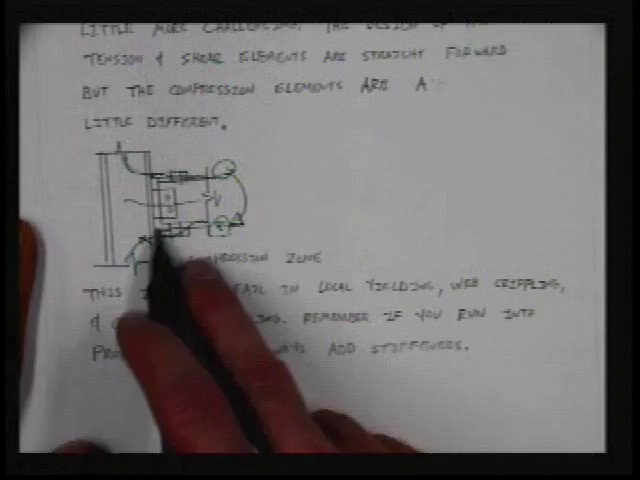 LITTLE MORE CHALLENGING. THE DESIGN OF THE
TENSION & SHEAR ELEMENTS ARE STRAIGHT FORWARD
BUT THE COMPRESSION ELEMENTS ARE A
LITTLE DIFFERENT.
ZONE
THIS FAIL IN LOCAL YIELDING, WEB CRIPPLING,
& REMEMBER IF YOU RUN INTO
ADD STIFFENERS.